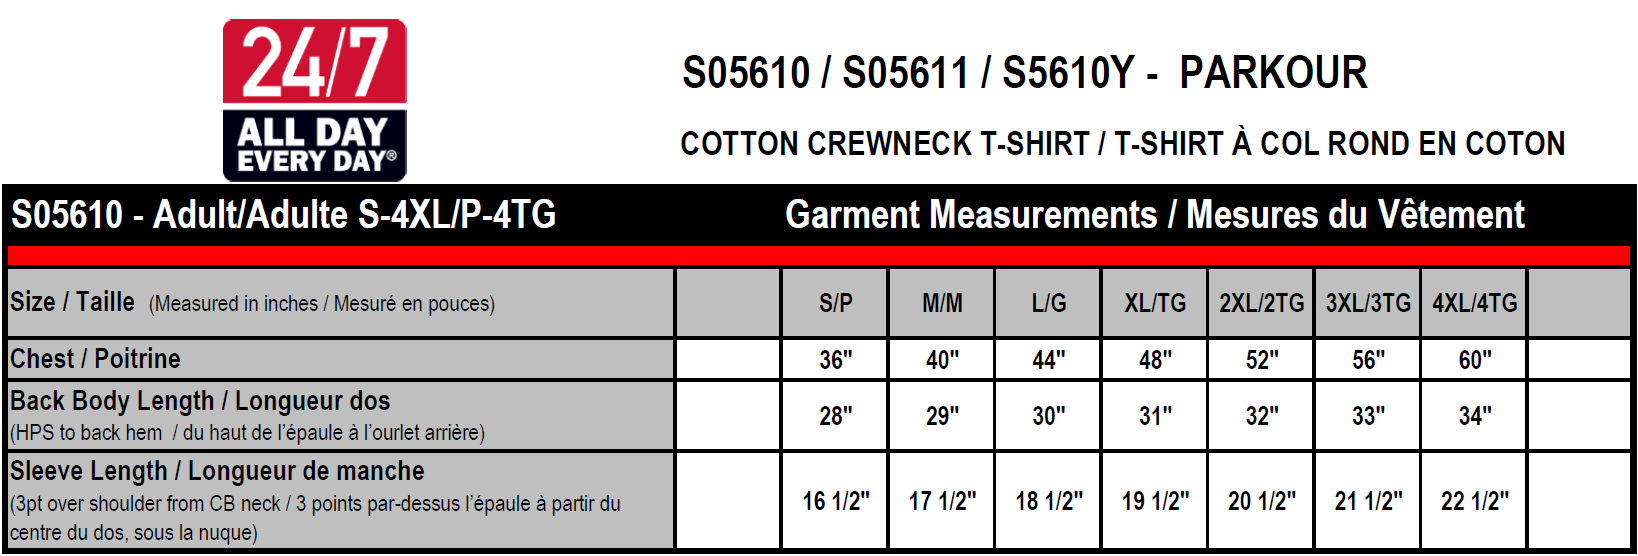 24/7
ALL DAY
EVERY DAY®
S05610 / S05611 / S5610Y - PARKOUR
COTTON CREWNECK T-SHIRT / T-SHIRT À COL ROND EN COTON
S05610 - Adult/Adulte S-4XL/P-4TG Garment Measurements / Mesures du Vêtement
Size / Taille (Measured in inches / Mesuré en pouces) S/P M/M L/G XL/TG 2XL/2TG 3XL/3TG 4XL/4TG
Chest / Poitrine 36" 40" 44" 48" 52" 56" 60"
Back Body Length / Longueur dos
(HPS to back hem / du haut de l’épaule à l’ourlet arrière) 28" 29" 30" 31" 32" 33" 34"
Sleeve Length / Longueur de manche
(3pt over shoulder from CB neck / 3 points par-dessus l’épaule à partir du 16 1/2" 17 1/2" 18 1/2" 19 1/2" 20 1/2" 21 1/2" 22 1/2"
centre du dos, sous la nuque)